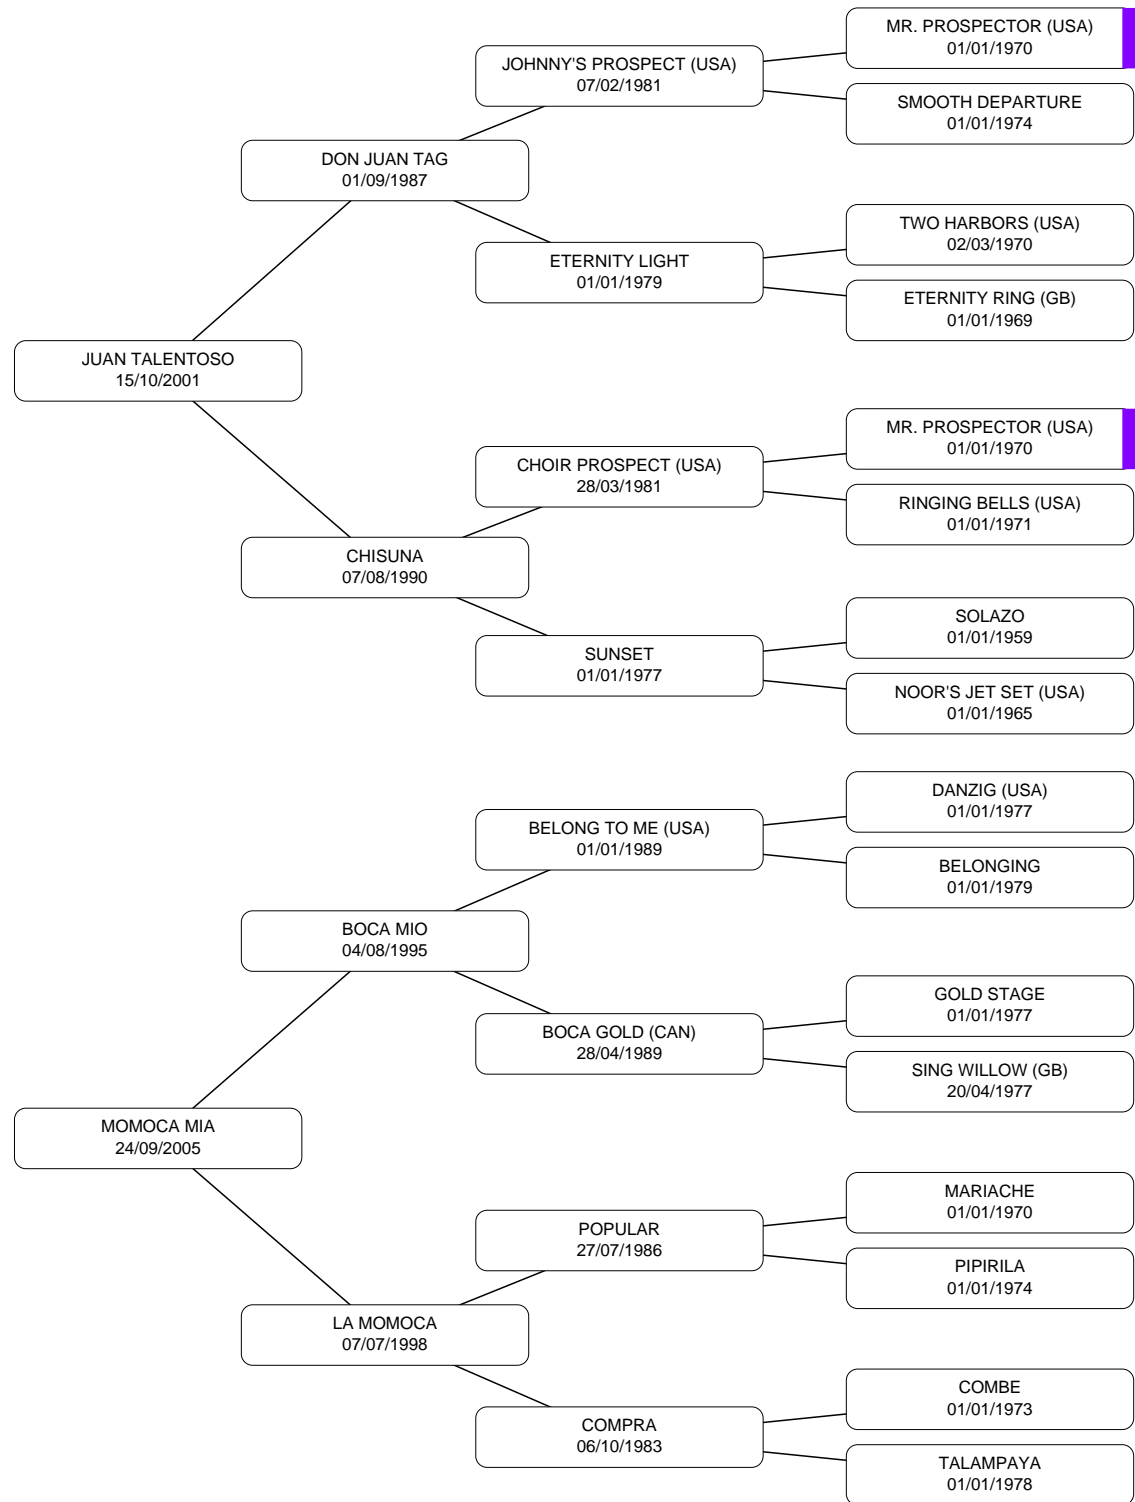 MR. PROSPECTOR (USA)
01/01/1970
JOHNNY'S PROSPECT (USA)
07/02/1981
SMOOTH DEPARTURE
01/01/1974
DON JUAN TAG
01/09/1987
TWO HARBORS (USA)
02/03/1970
ETERNITY LIGHT
01/01/1979
ETERNITY RING (GB)
01/01/1969
JUAN TALENTOSO
15/10/2001
MR. PROSPECTOR (USA)
01/01/1970
CHOIR PROSPECT (USA)
28/03/1981
RINGING BELLS (USA)
01/01/1971
CHISUNA
07/08/1990
SOLAZO
01/01/1959
SUNSET
01/01/1977
NOOR'S JET SET (USA)
01/01/1965
DANZIG (USA)
01/01/1977
BELONG TO ME (USA)
01/01/1989
BELONGING
01/01/1979
BOCA MIO
04/08/1995
GOLD STAGE
01/01/1977
BOCA GOLD (CAN)
28/04/1989
SING WILLOW (GB)
20/04/1977
MOMOCA MIA
24/09/2005
MARIACHE
01/01/1970
POPULAR
27/07/1986
PIPIRILA
01/01/1974
LA MOMOCA
07/07/1998
COMBE
01/01/1973
COMPRA
06/10/1983
TALAMPAYA
01/01/1978